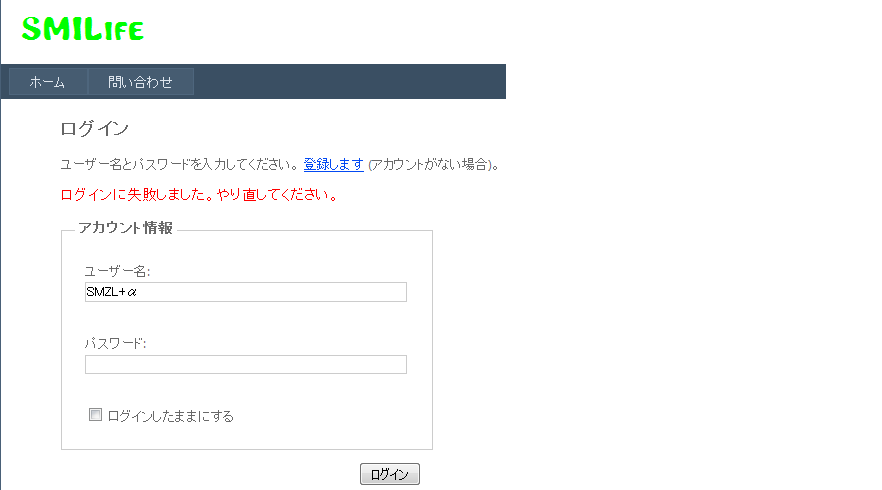 SMILIFE
ホーム 問い合わせ
ログイン
ユーザー名とパスワードを入力してください。 登録します (アカウントがない場合)。
ログインに失敗しました。やり直してください。
アカウント情報
ユーザー名:
SMZL+α
パスワード:
ログインしたままにする
ログイン